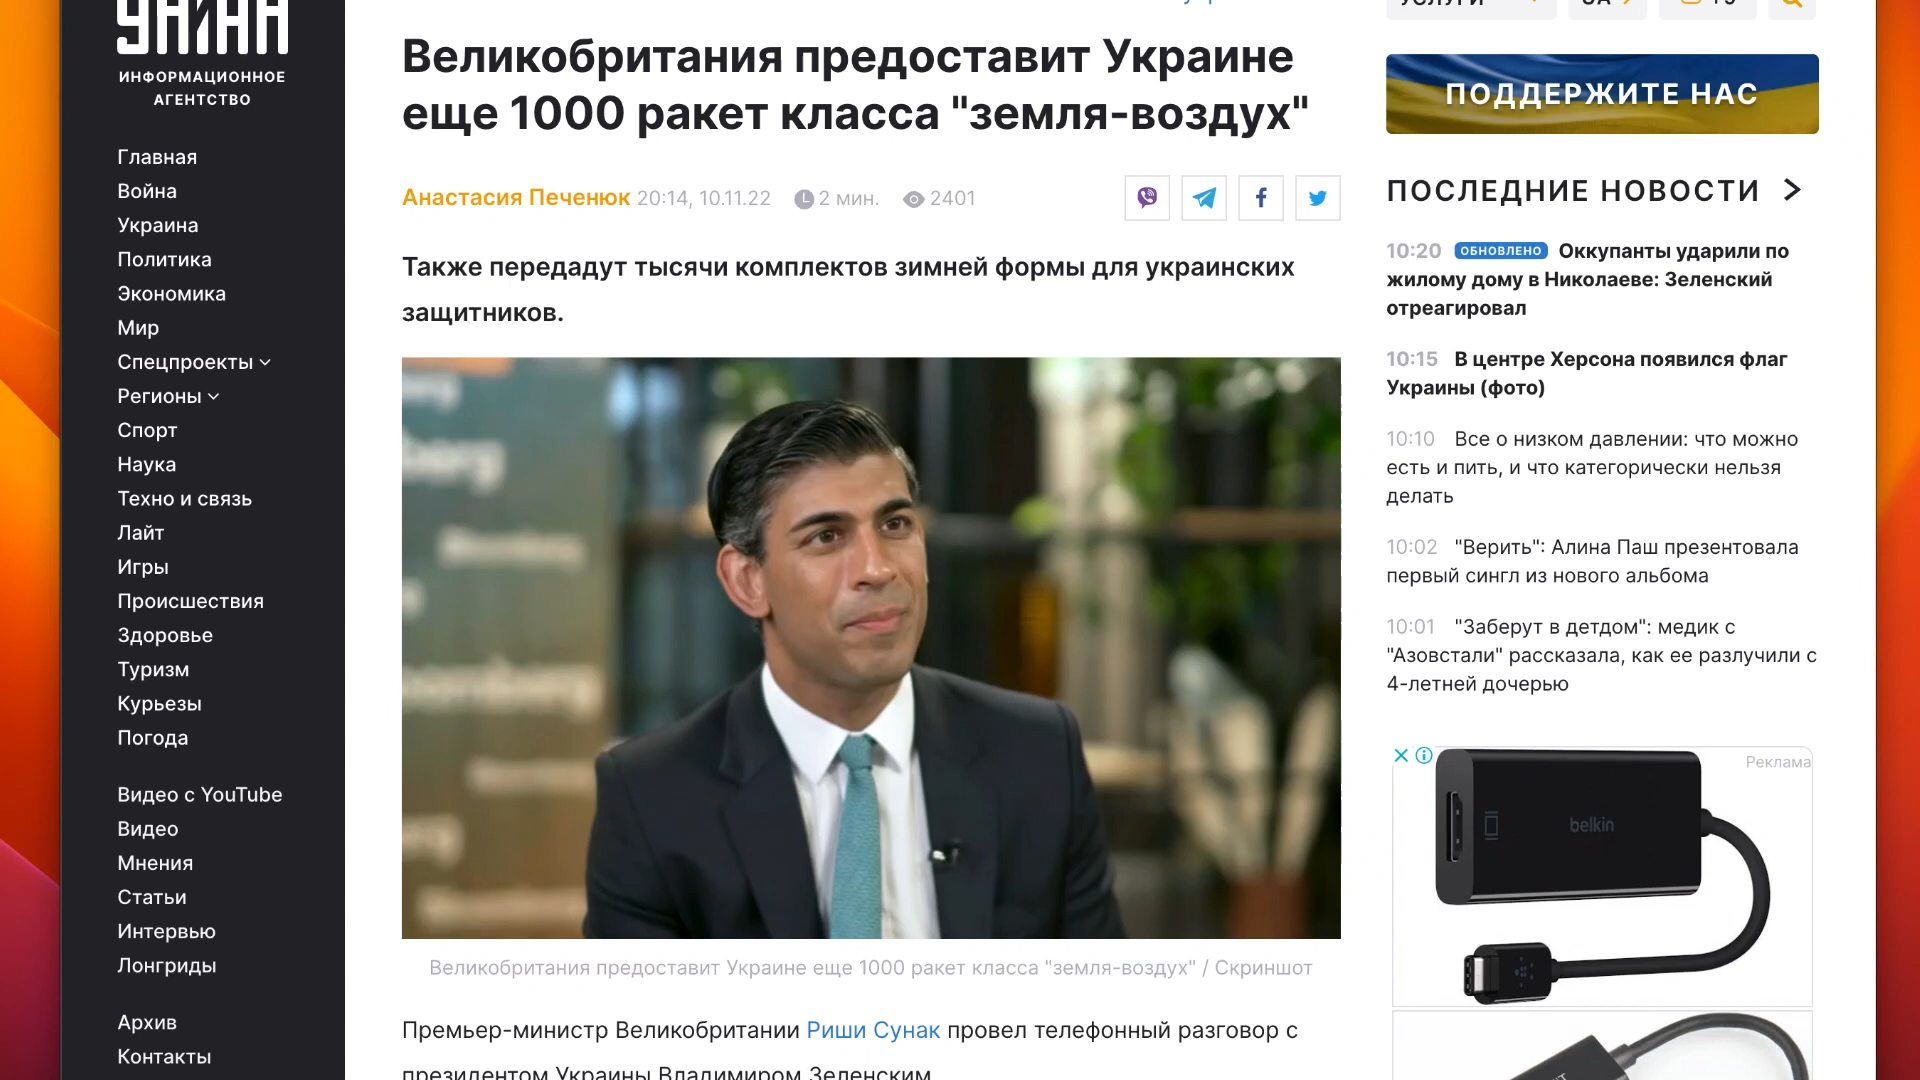 УНИАН
ИНФОРМАЦИОННОЕ
АГЕНТСТВО
Главная
Война
Украина
Политика
Экономика
Мир
Спецпроекты
Регионы
Спорт
Наука
Техно и связь
Лайт
Игры
Происшествия
Здоровье
Туризм
Курьезы
Погода
Видео с YouTube
Видео
Мнения
Статьи
Интервью
Лонгриды
Архив
Контакты
Великобритания предоставит Украине
еще 1000 ракет класса "земля-воздух"
Анастасия Печенюк 20:14, 10.11.22 2 мин. 2401
Также передадут тысячи комплектов зимней формы для украинских
защитников.
Bloomberg
Великобритания предоставит Украине еще 1000 ракет класса "земля-воздух" / Скриншот
Премьер-министр Великобритании Риши Сунак провел телефонный разговор с
президентом Украины Владимиром Зеленским
УСЛУГИ
ПОДДЕРЖИТЕ НАС
ПОСЛЕДНИЕ НОВОСТИ
10:20 ОБНОВЛЕНО Оккупанты ударили по
жилому дому в Николаеве: Зеленский
отреагировал
10:15 В центре Херсона появился флаг
Украины (фото)
10:10 Все о низком давлении: что можно
есть и пить, и что категорически нельзя
делать
10:02 "Верить": Алина Паш презентовала
первый сингл из нового альбома
10:01 "Заберут в детдом": медик с
"Азовстали" рассказала, как ее разлучили с
4-летней дочерью
Реклама
belkin